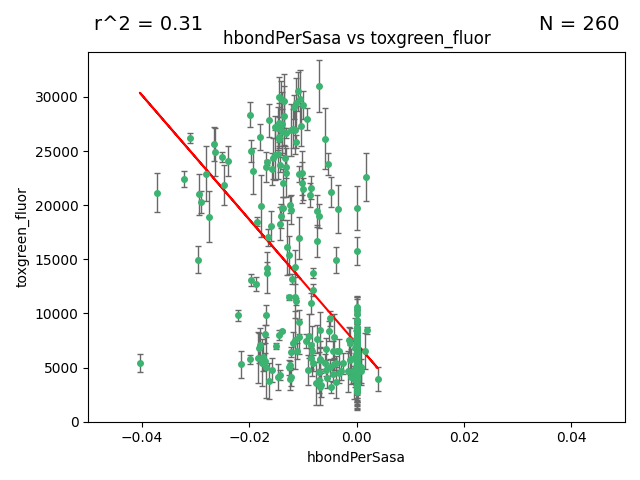 r^2 = 0.31
N = 260
hbondPerSasa vs toxgreen_fluor
toxgreen_fluor
30000
25000
20000
15000
10000
5000
0
−0.04
−0.02
0.00
0.02
0.04
hbondPerSasa